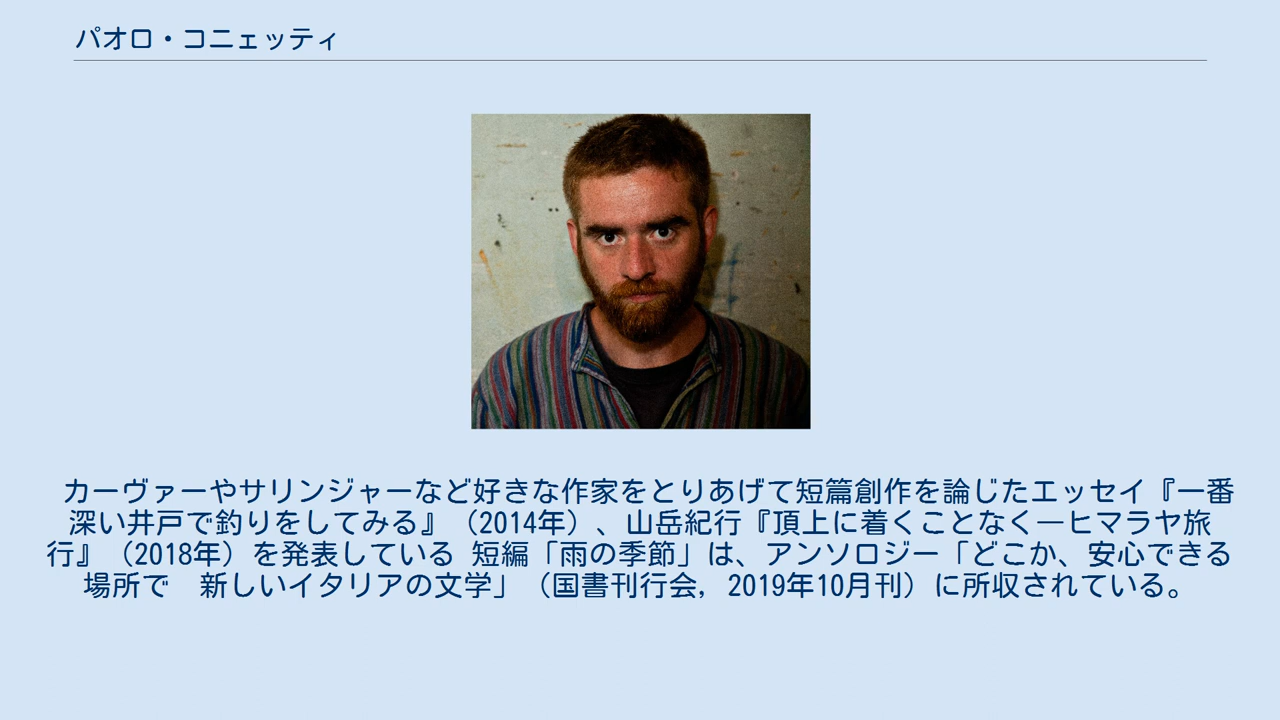 パオロ・コニェッティ
カーヴァーやサリンジャーなど好きな作家をとりあげて短篇創作を論じたエッセイ『一番
深い井戸で釣りをしてみる』（2014年）、山岳紀行『頂上に着くことなく―ヒマラヤ旅
行』（2018年）を発表している 短編「雨の季節」は、アンソロジー「どこか、安心できる
場所で　新しいイタリアの文学」（国書刊行会，2019年10月刊）に所収されている。